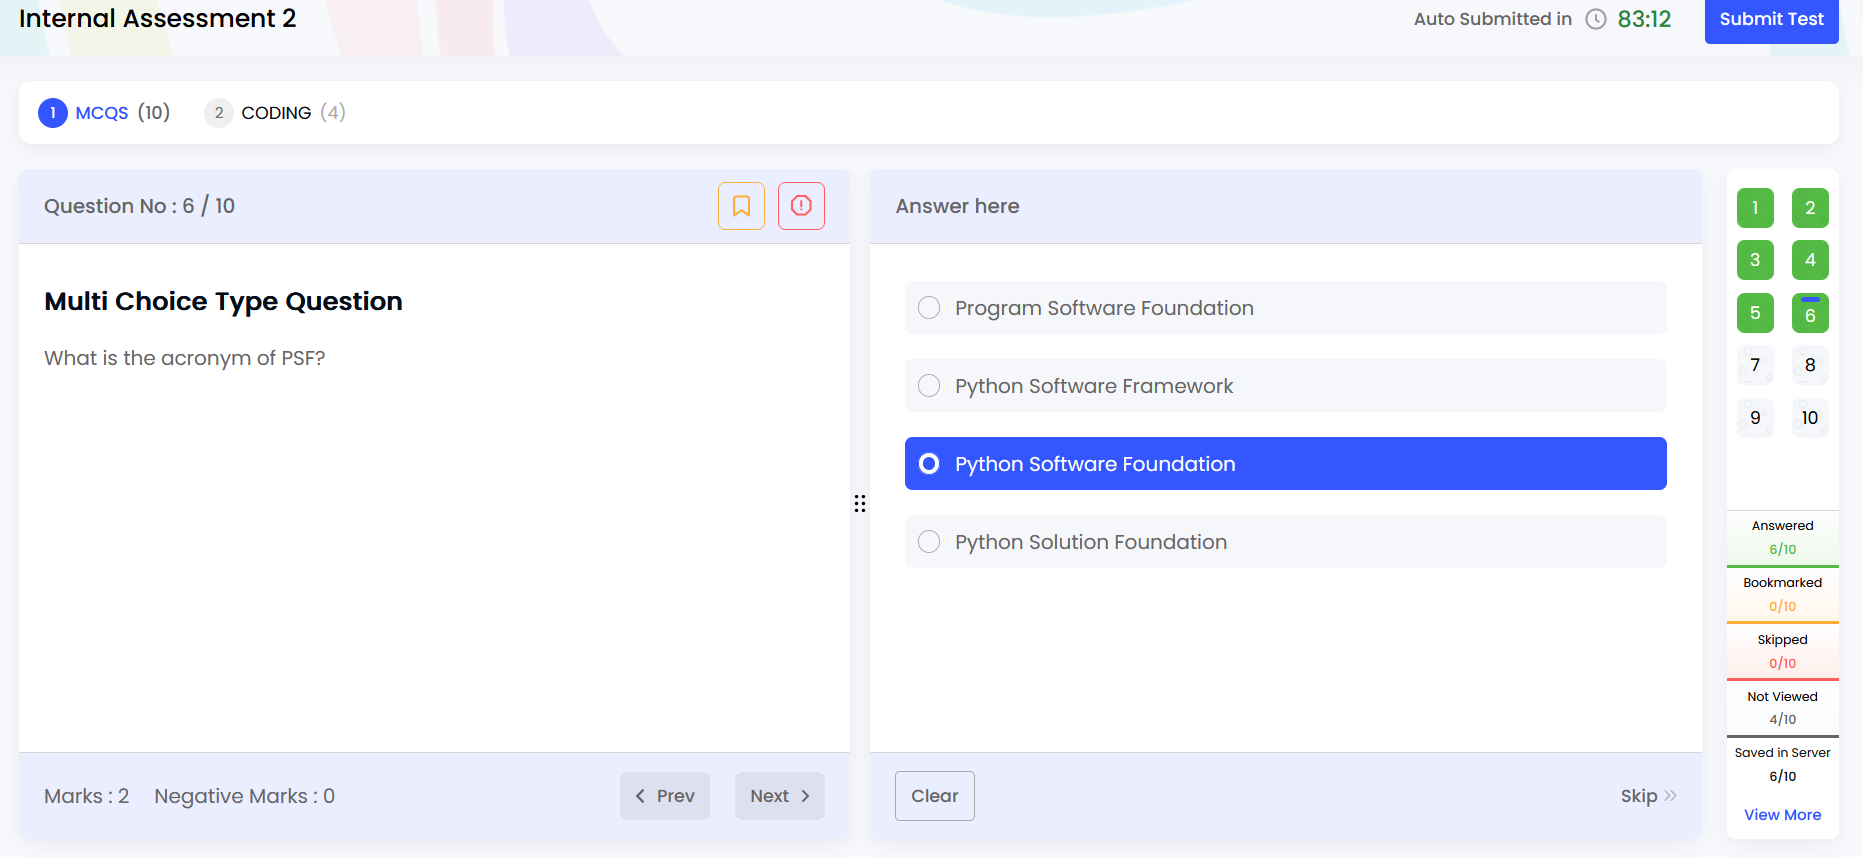 Internal Assessment 2
Auto Submitted in 83:12
Submit Test
1 MCQS (10)
2 CODING (4)
Question No : 6 / 10
Multi Choice Type Question
What is the acronym of PSF?
Marks : 2 Negative Marks : 0
Prev
Next
Answer here
Program Software Foundation
Python Software Framework
Python Software Foundation
Python Solution Foundation
Clear
Skip
1 2
3 4
5 6
7 8
9 10
Answered
6/10
Bookmarked
0/10
Skipped
0/10
Not Viewed
4/10
Saved in Server
6/10
View More